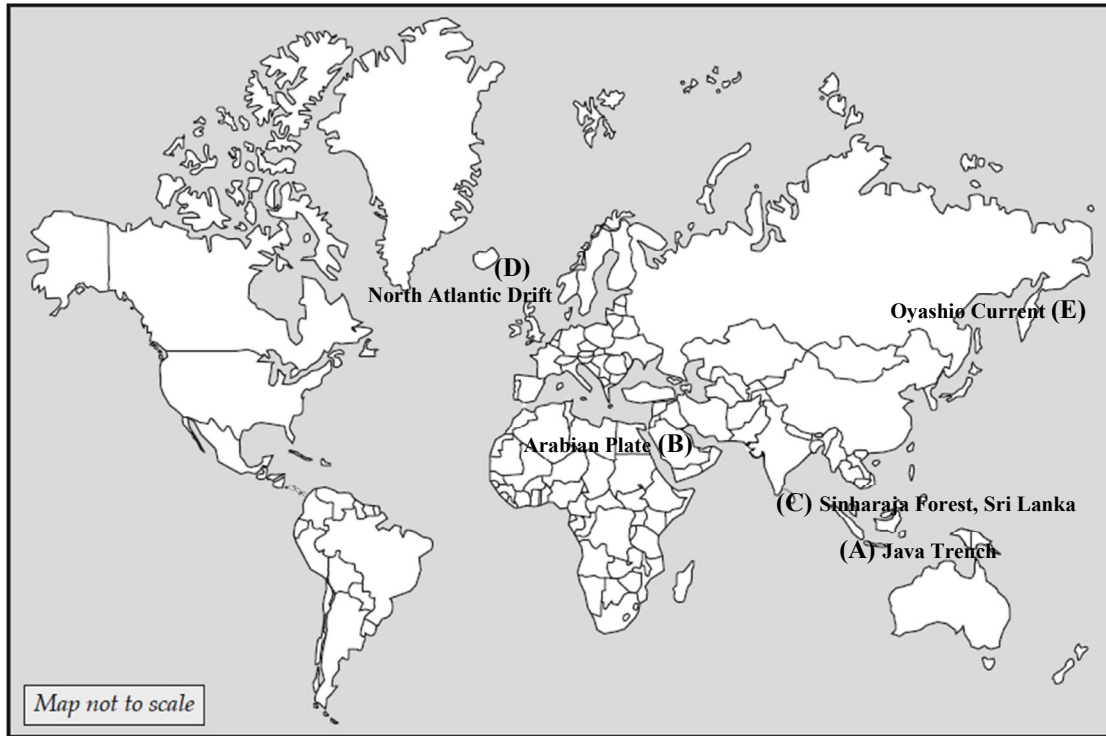 (D)
North Atlantic Drift
Oyashio Current (E)
Arabian Plate (B)
(C) Sinharaja Forest, Sri Lanka
(A) Java Trench
Map not to scale